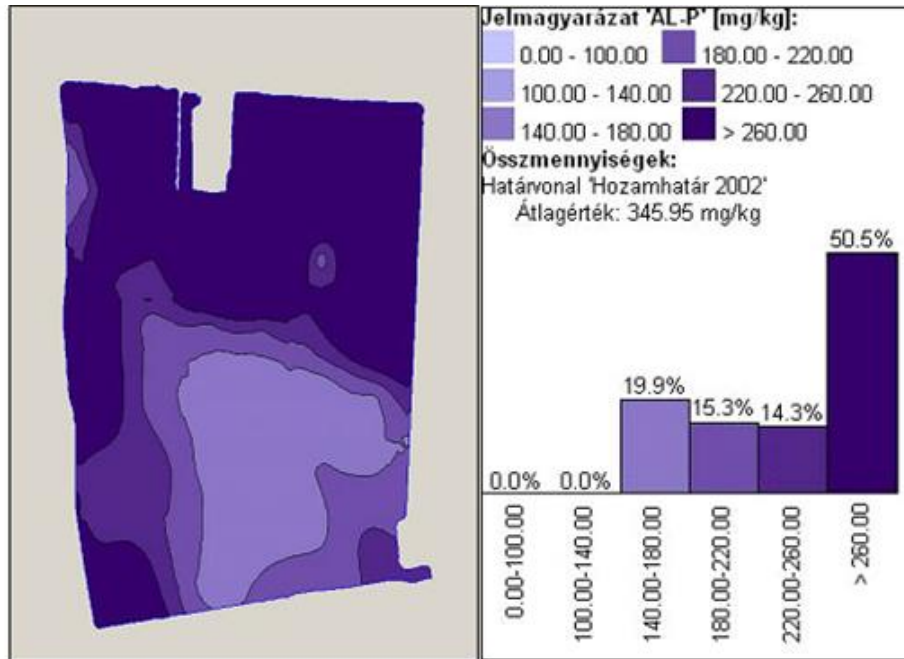 Jelmagyarázat 'AL-P' [mg/kg]:
0.00 - 100.00 180.00 - 220.00
100.00 - 140.00 220.00 - 260.00
140.00 - 180.00 > 260.00
Összmennyiségek:
Határvonal 'Hozamhatár 2002'
Átlagérték: 345.95 mg/kg
50.5%
19.9%
15.3%
14.3%
0.0% 0.0%
0.00-100.00
100.00-140.00
140.00-180.00
180.00-220.00
220.00-260.00
> 260.00